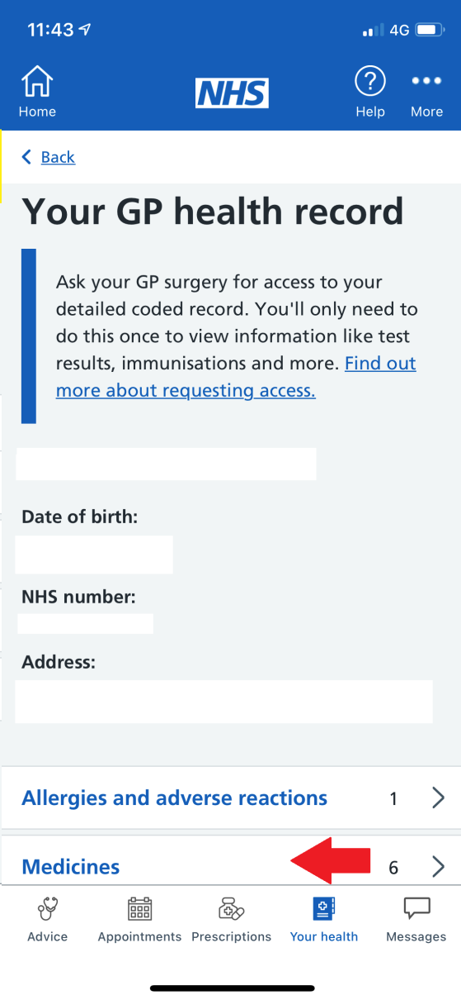 11:43
4G
NHS
Home
Help
More
Back
Your GP health record
Ask your GP surgery for access to your
detailed coded record. You'll only need to
do this once to view information like test
results, immunisations and more. Find out
more about requesting access.
Date of birth:
NHS number:
Address:
Allergies and adverse reactions 1
Medicines 6
Advice
Appointments
Prescriptions
Your health
Messages